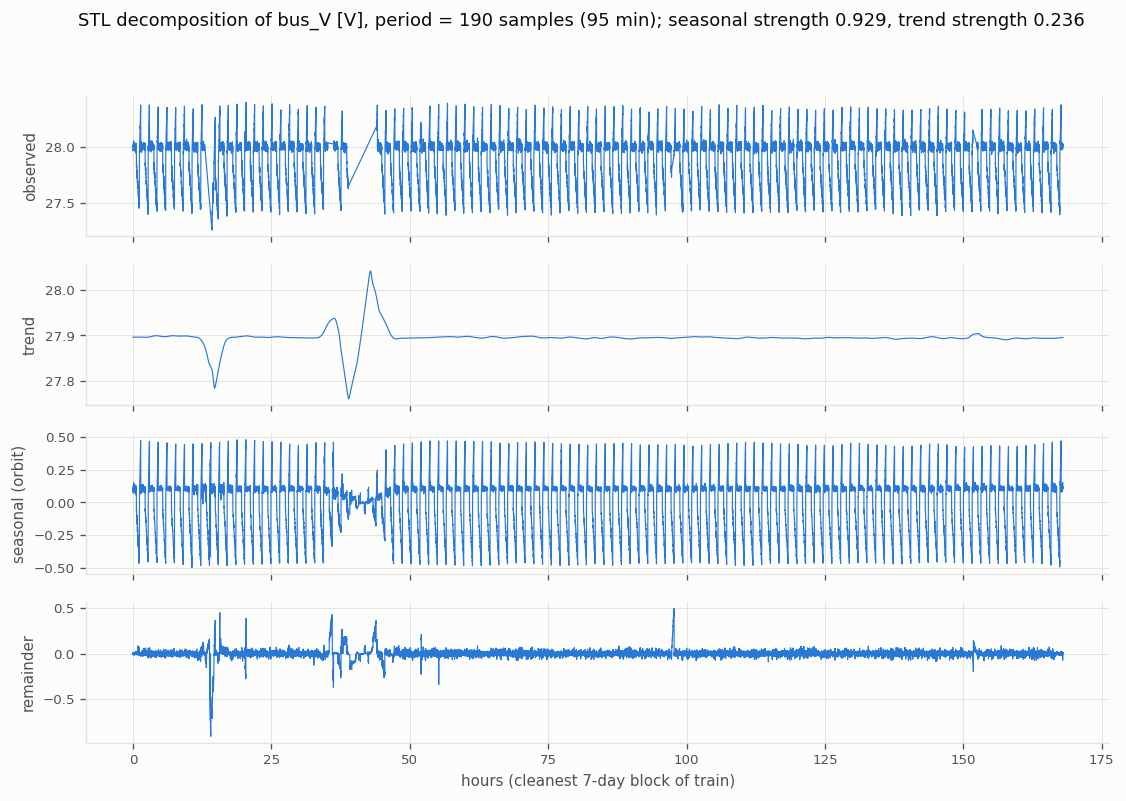 STL decomposition of bus_V [V], period = 190 samples (95 min); seasonal strength 0.929, trend strength 0.236
observed
28.0
27.5
trend
28.0
27.9
27.8
seasonal (orbit)
0.50
0.25
0.00
−0.25
−0.50
remainder
0.5
0.0
−0.5
0 25 50 75 100 125 150 175
hours (cleanest 7-day block of train)